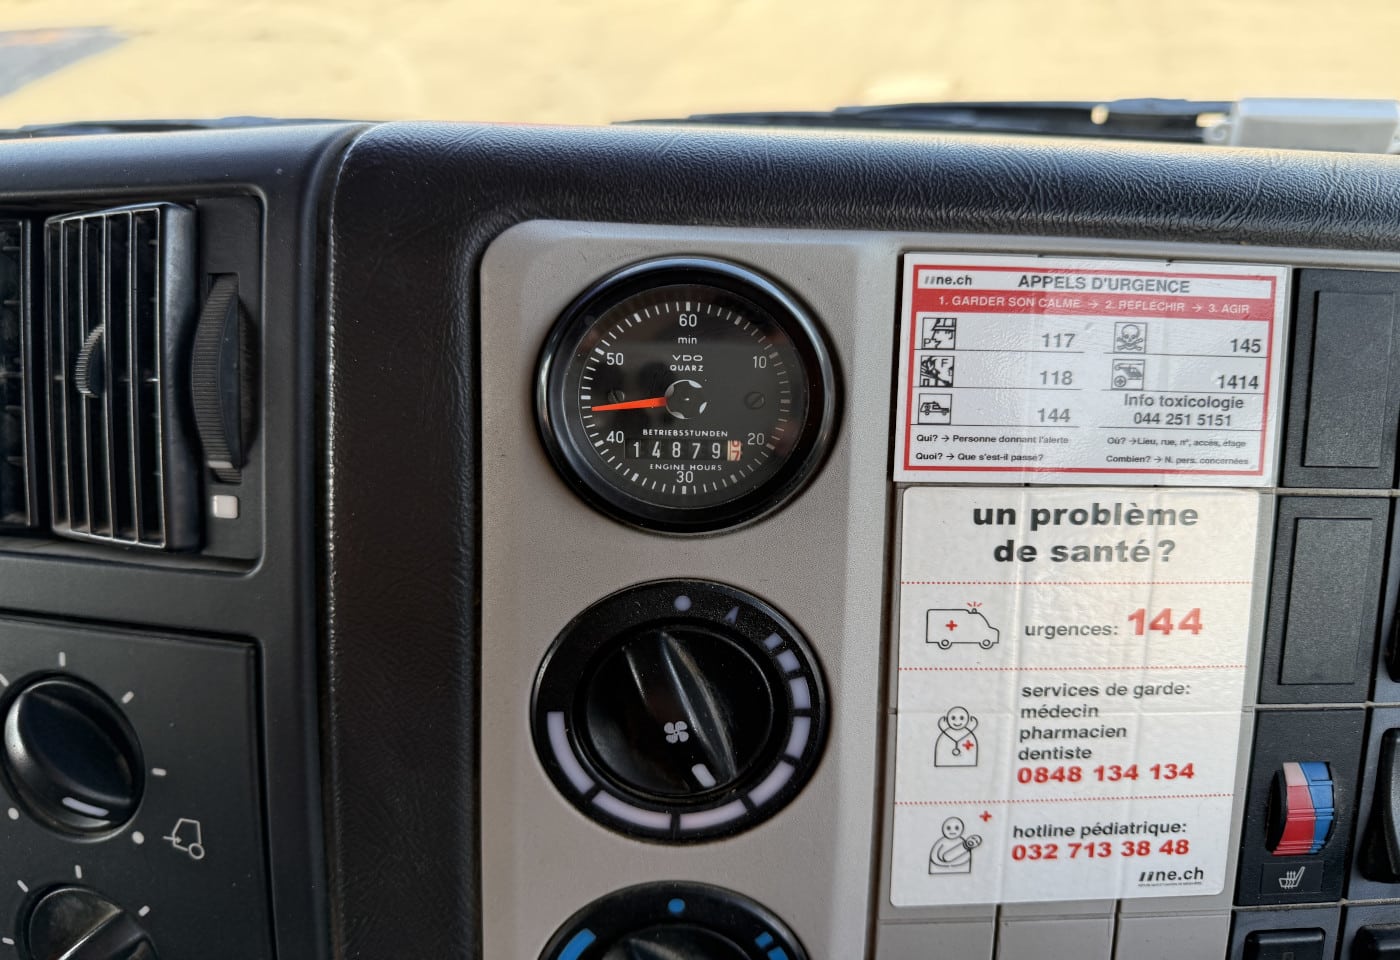 60
min
50
10
VDO
QUARZ
BETRIEBSSTUNDEN
40
14879
20
ENGINE HOURS
30
ne.ch
APPELS D'URGENCE
1. GARDER SON CALME → 2. RÉFLÉCHIR → 3. AGIR
P
117
145
F
118
1414
144
Info toxicologie
044 251 5151
Qui? → Personne donnant l'alerte
Où? →Lieu, rue, n°, accès, étage
Quoi? → Que s'est-il passé?
Combien? → N. pers. concernées
un problème
de santé?
urgences: 144
services de garde:
médecin
pharmacien
dentiste
0848 134 134
hotline pédiatrique:
032 713 38 48
ne.ch